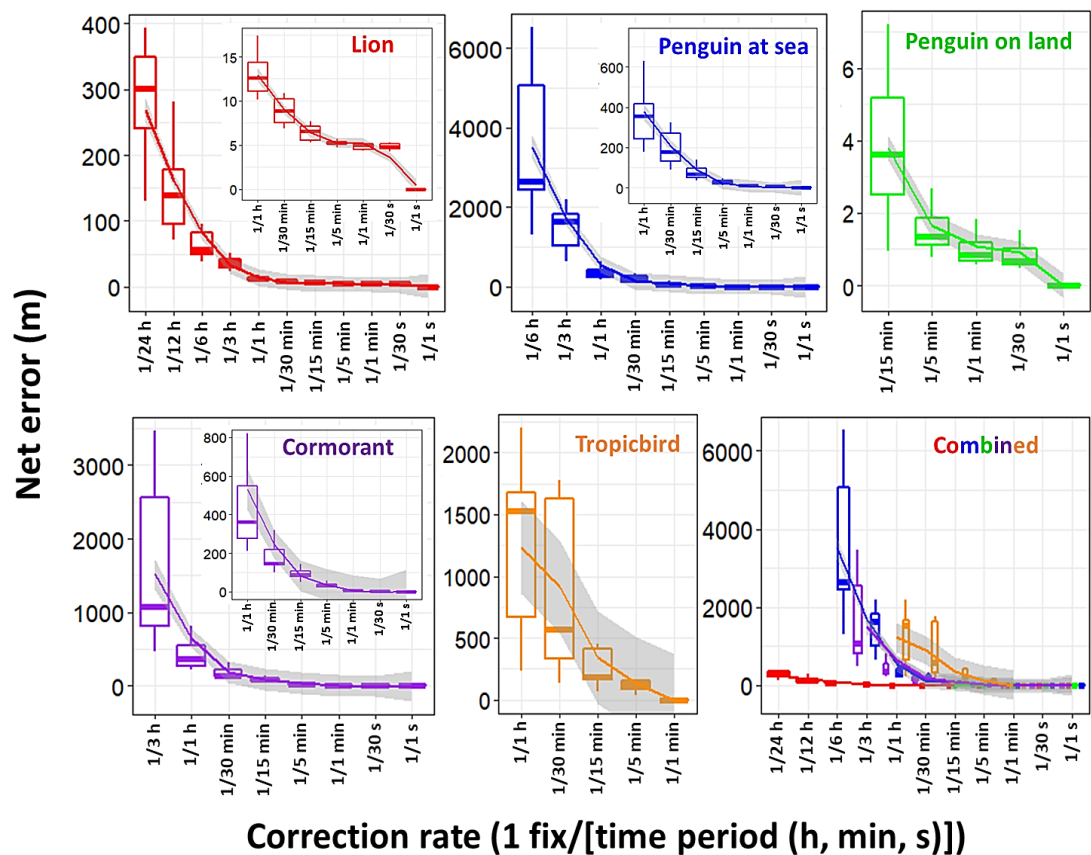 Net error (m)
Lion
400
300
200
100
0
1/24 h
1/12 h
1/6 h
1/3 h
1/1 h
1/30 min
1/15 min
1/5 min
1/1 min
1/30 s
1/1 s
15
10
5
0
1/1 h
1/30 min
1/15 min
1/5 min
1/1 min
1/30 s
1/1 s
Penguin at sea
6000
4000
2000
0
1/6 h
1/3 h
1/1 h
1/30 min
1/15 min
1/5 min
1/1 min
1/30 s
1/1 s
600
400
200
0
1/1 h
1/30 min
1/15 min
1/5 min
1/1 min
1/30 s
1/1 s
Penguin on land
6
4
2
0
1/15 min
1/5 min
1/1 min
1/30 s
1/1 s
Cormorant
3000
2000
1000
0
1/3 h
1/1 h
1/30 min
1/15 min
1/5 min
1/1 min
1/30 s
1/1 s
800
600
400
200
0
1/1 h
1/30 min
1/15 min
1/5 min
1/1 min
1/30 s
1/1 s
Tropicbird
2000
1500
1000
500
0
1/1 h
1/30 min
1/15 min
1/5 min
1/1 min
Combined
6000
4000
2000
0
1/24 h
1/12 h
1/6 h
1/3 h
1/1 h
1/30 min
1/15 min
1/5 min
1/1 min
1/30 s
1/1 s
Correction rate (1 fix/[time period (h, min, s)])